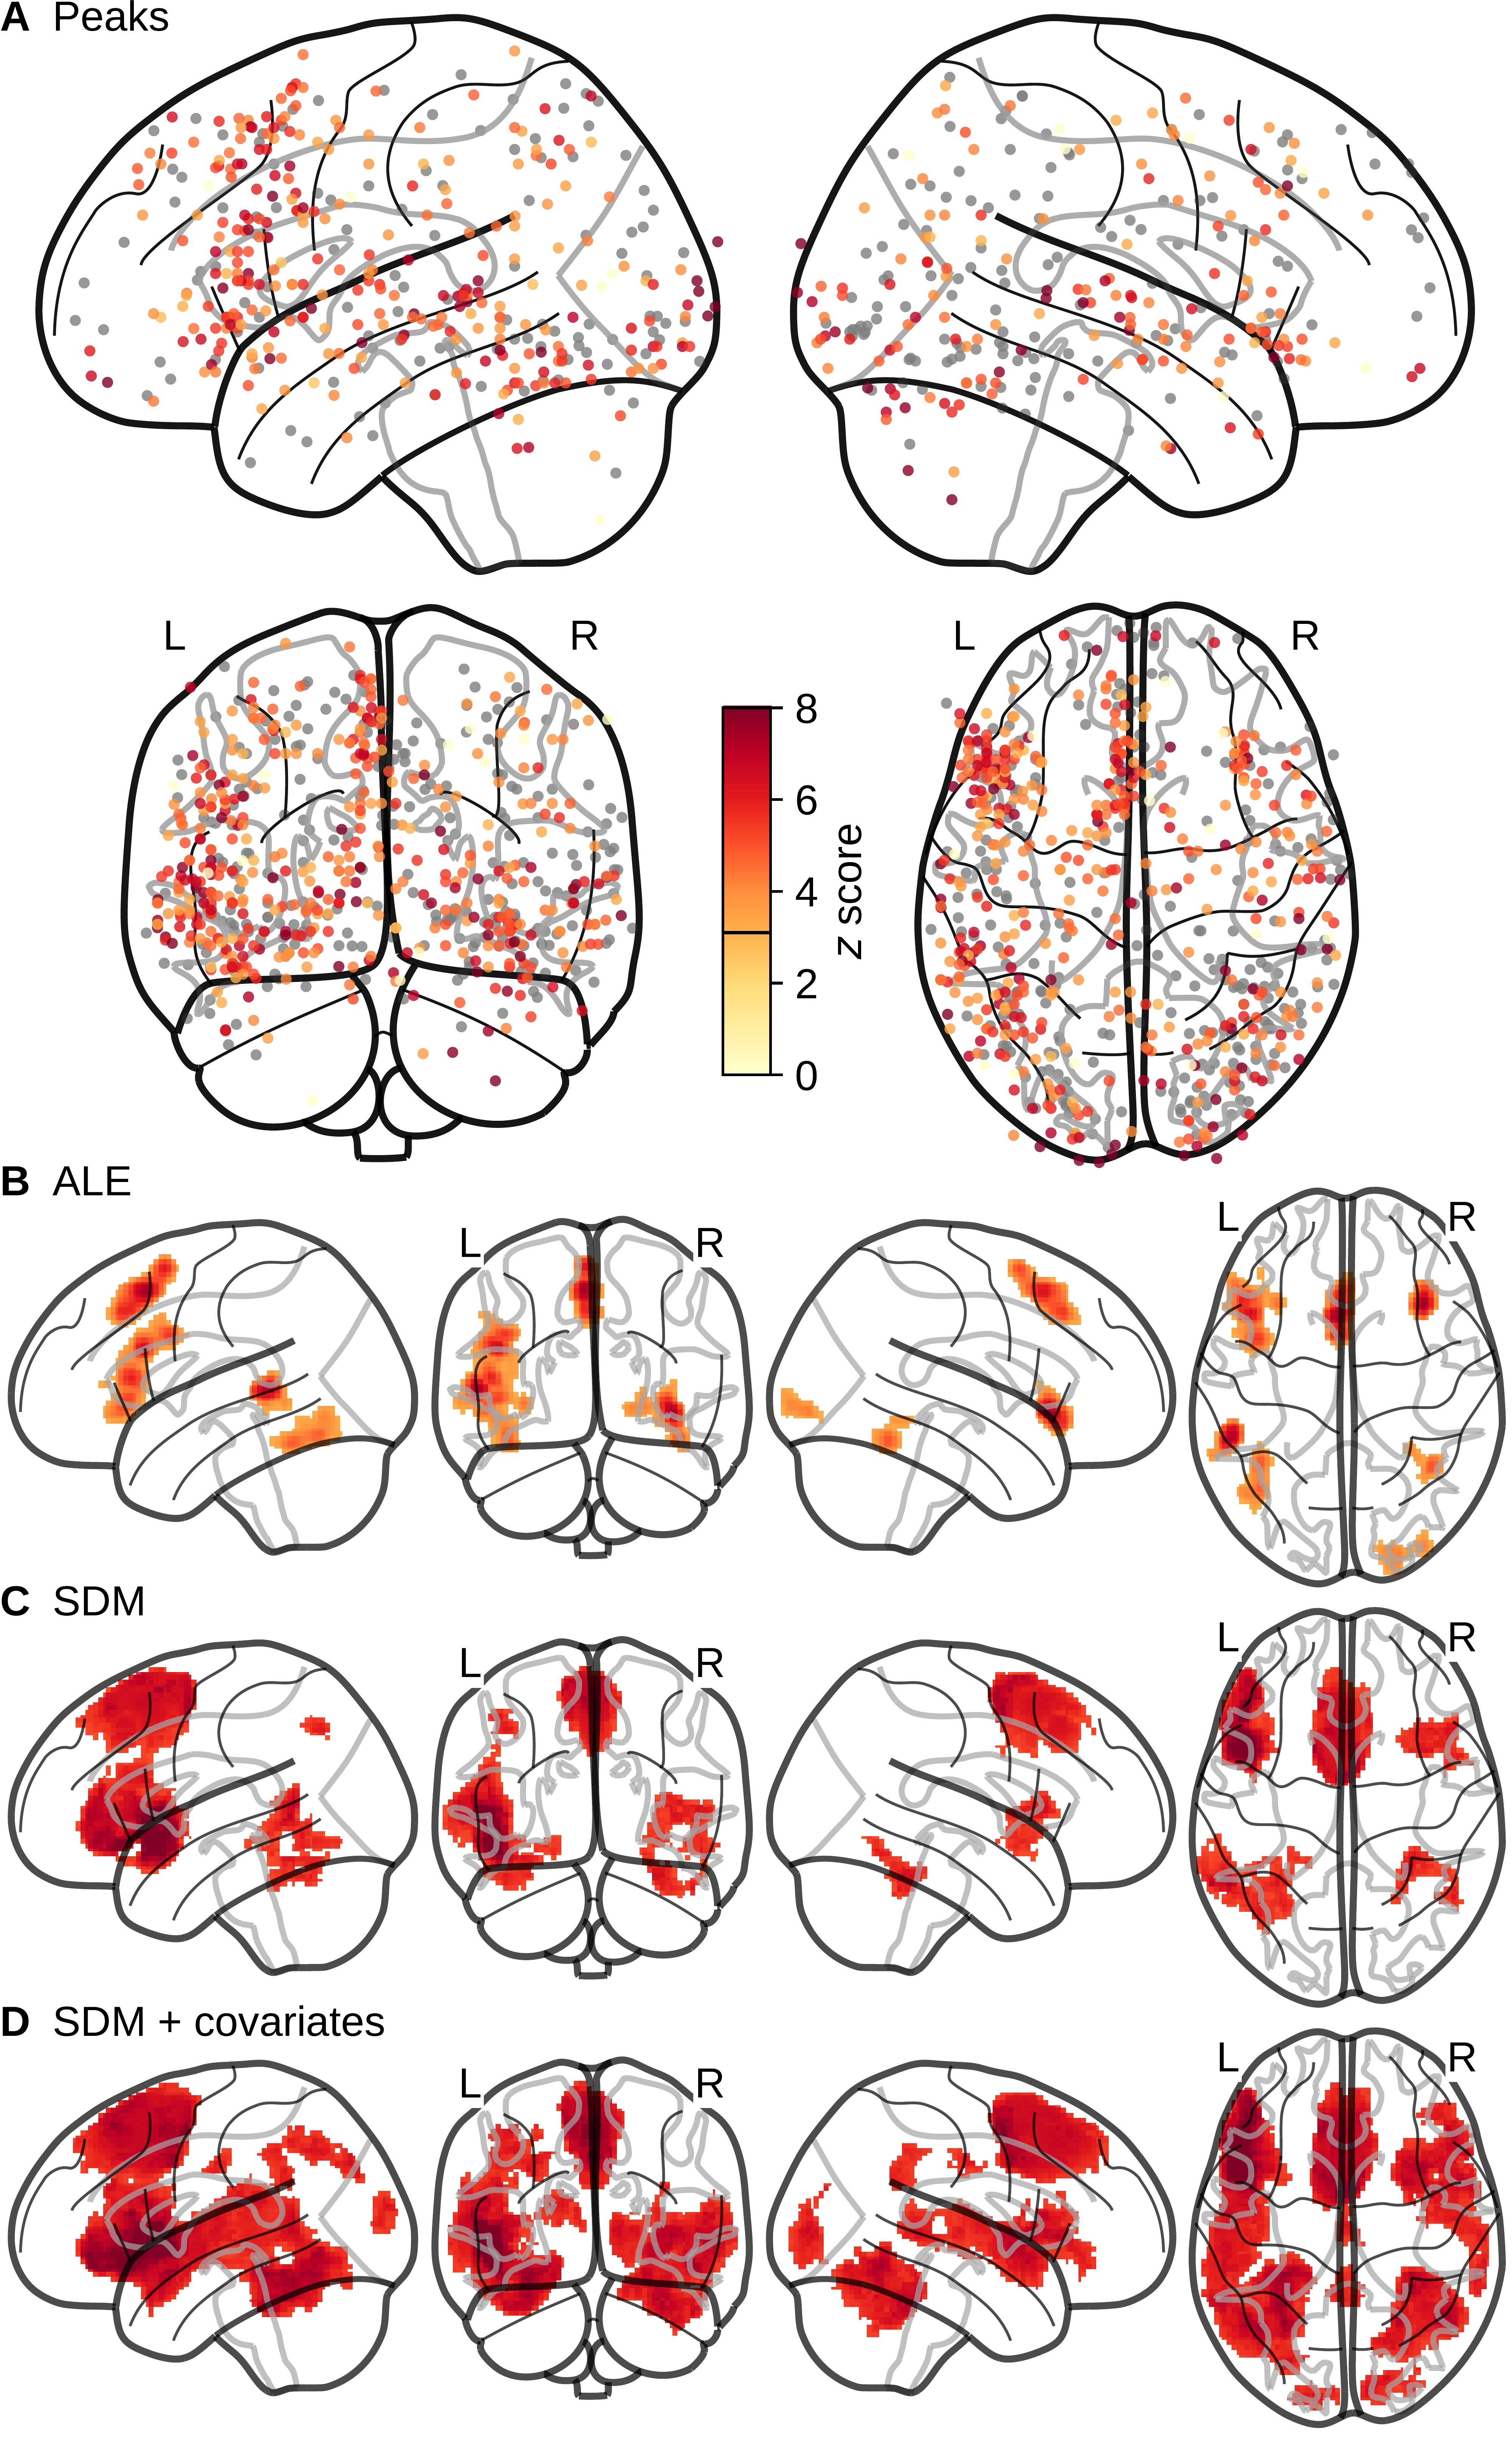 A Peaks
L R
L R
8
6
4
2
0
z score
B ALE
L R
L R
C SDM
L R
L R
D SDM + covariates
L R
L R